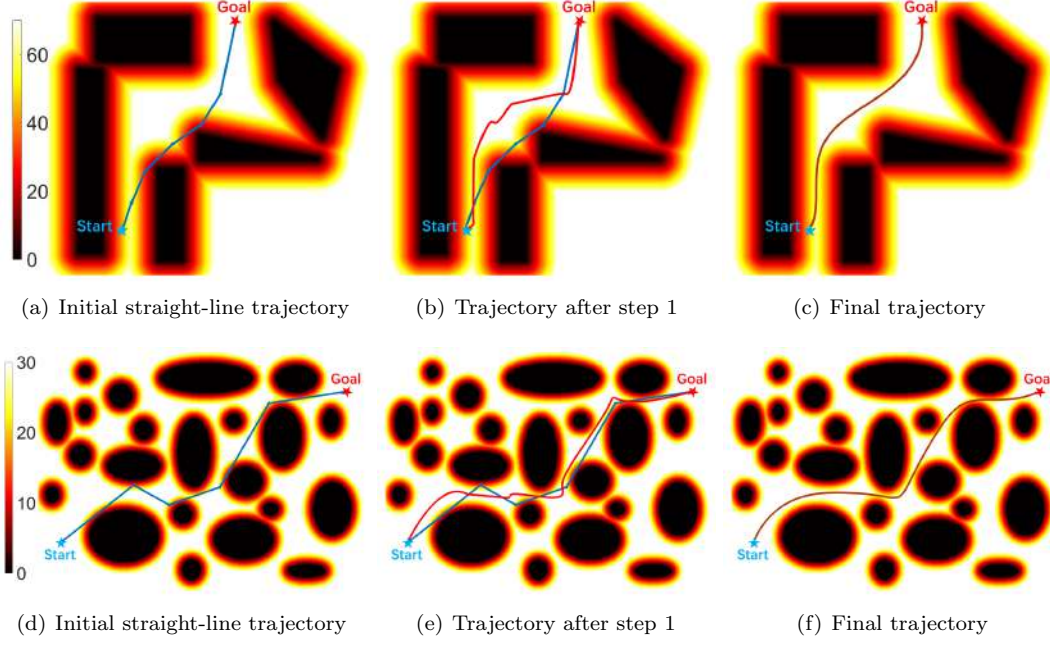 Goal
Goal
Goal
60
40
20
0
Start
Start
Start
(a) Initial straight-line trajectory
(b) Trajectory after step 1
(c) Final trajectory
30
20
10
0
Goal
Goal
Goal
Start
Start
Start
(d) Initial straight-line trajectory
(e) Trajectory after step 1
(f) Final trajectory